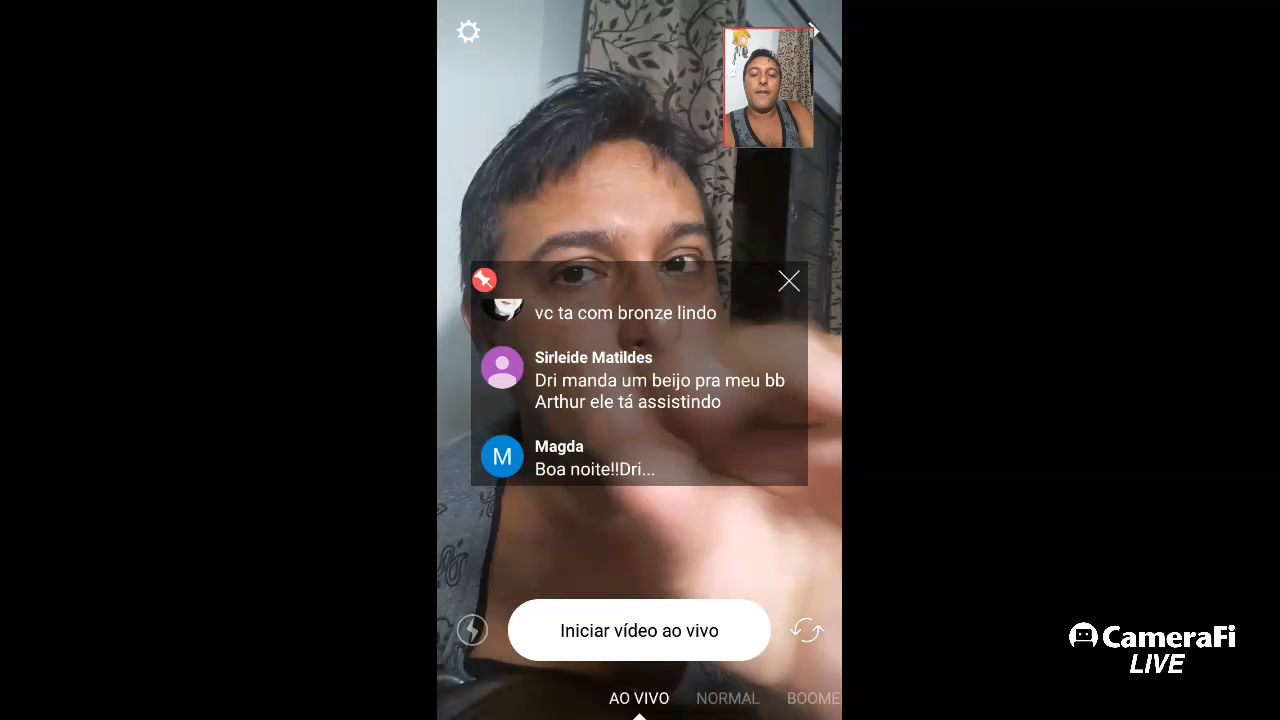 vc ta com bronze lindo
Sirleide Matildes
Dri manda um beijo pra meu bb
Arthur ele tá assistindo
M
Magda
Boa noite!!Dri...
Iniciar vídeo ao vivo
CameraFi
LIVE
AO VIVO
NORMAL
BOOME